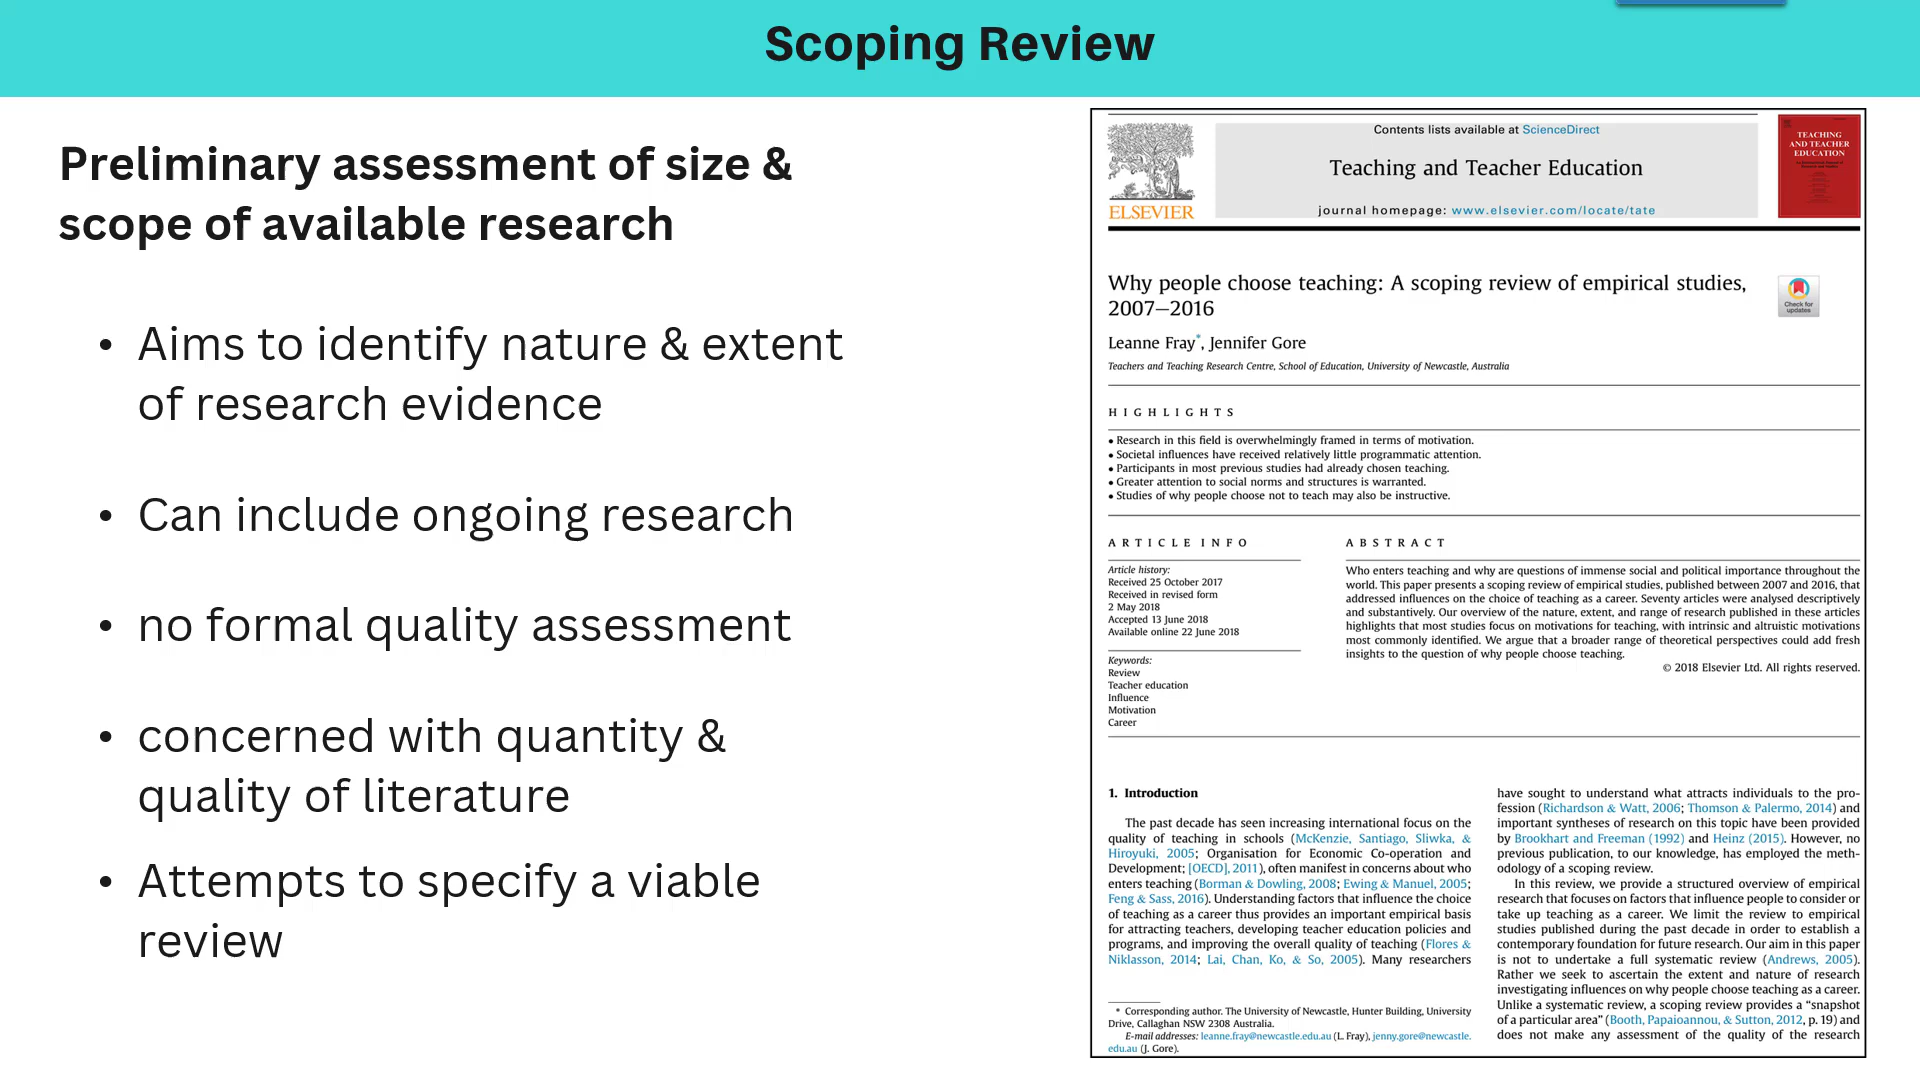 Scoping Review
Preliminary assessment of size &
scope of available research
• Aims to identify nature & extent
of research evidence
• Can include ongoing research
• no formal quality assessment
• concerned with quantity &
quality of literature
• Attempts to specify a viable
review
Contents lists available at ScienceDirect
Teaching and Teacher Education
journal homepage: www.elsevier.com/locate/tate
ELSEVIER
TEACHING
AND TEACHER
EDUCATION
Why people choose teaching: A scoping review of empirical studies,
2007–2016
Check for
updates
Leanne Fray*, Jennifer Gore
Teachers and Teaching Research Centre, School of Education, University of Newcastle, Australia
HIGHLIGHTS
• Research in this field is overwhelmingly framed in terms of motivation.
• Societal influences have received relatively little programmatic attention.
• Participants in most previous studies had already chosen teaching.
• Greater attention to social norms and structures is warranted.
• Studies of why people choose not to teach may also be instructive.
ARTICLE INFO
Article history:
Received 25 October 2017
Received in revised form
2 May 2018
Accepted 13 June 2018
Available online 22 June 2018
Keywords:
Review
Teacher education
Influence
Motivation
Career
ABSTRACT
Who enters teaching and why are questions of immense social and political importance throughout the
world. This paper presents a scoping review of empirical studies, published between 2007 and 2016, that
addressed influences on the choice of teaching as a career. Seventy articles were analysed descriptively
and substantively. Our overview of the nature, extent, and range of research published in these articles
highlights that most studies focus on motivations for teaching, with intrinsic and altruistic motivations
most commonly identified. We argue that a broader range of theoretical perspectives could add fresh
insights to the question of why people choose teaching.
© 2018 Elsevier Ltd. All rights reserved.
1. Introduction
The past decade has seen increasing international focus on the
quality of teaching in schools (McKenzie, Santiago, Sliwka, &
Hiroyuki, 2005; Organisation for Economic Co-operation and
Development; [OECD], 2011), often manifest in concerns about who
enters teaching (Borman & Dowling, 2008; Ewing & Manuel, 2005;
Feng & Sass, 2016). Understanding factors that influence the choice
of teaching as a career thus provides an important empirical basis
for attracting teachers, developing teacher education policies and
programs, and improving the overall quality of teaching (Flores &
Niklasson, 2014; Lai, Chan, Ko, & So, 2005). Many researchers
* Corresponding author. The University of Newcastle, Hunter Building, University
Drive, Callaghan NSW 2308 Australia.
E-mail addresses: leanne.fray@newcastle.edu.au (L. Fray), jenny.gore@newcastle.
edu.au (J. Gore).
have sought to understand what attracts individuals to the pro-
fession (Richardson & Watt, 2006; Thomson & Palermo, 2014) and
important syntheses of research on this topic have been provided
by Brookhart and Freeman (1992) and Heinz (2015). However, no
previous publication, to our knowledge, has employed the meth-
odology of a scoping review.
In this review, we provide a structured overview of empirical
research that focuses on factors that influence people to consider or
take up teaching as a career. We limit the review to empirical
studies published during the past decade in order to establish a
contemporary foundation for future research. Our aim in this paper
is not to undertake a full systematic review (Andrews, 2005).
Rather we seek to ascertain the extent and nature of research
investigating influences on why people choose teaching as a career.
Unlike a systematic review, a scoping review provides a “snapshot
of a particular area” (Booth, Papaioannou, & Sutton, 2012, p. 19) and
does not make any assessment of the quality of the research